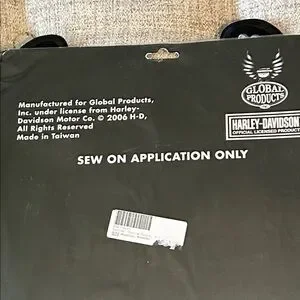 Manufactured for Global Products,
Inc. under license from Harley-
Davidson Motor Co. © 2006 H-D,
All Rights Reserved
Made in Taiwan
GLOBAL
PRODUCTS
HARLEY-DAVIDSON
OFFICIAL LICENSED PRODUCT
SEW ON APPLICATION ONLY